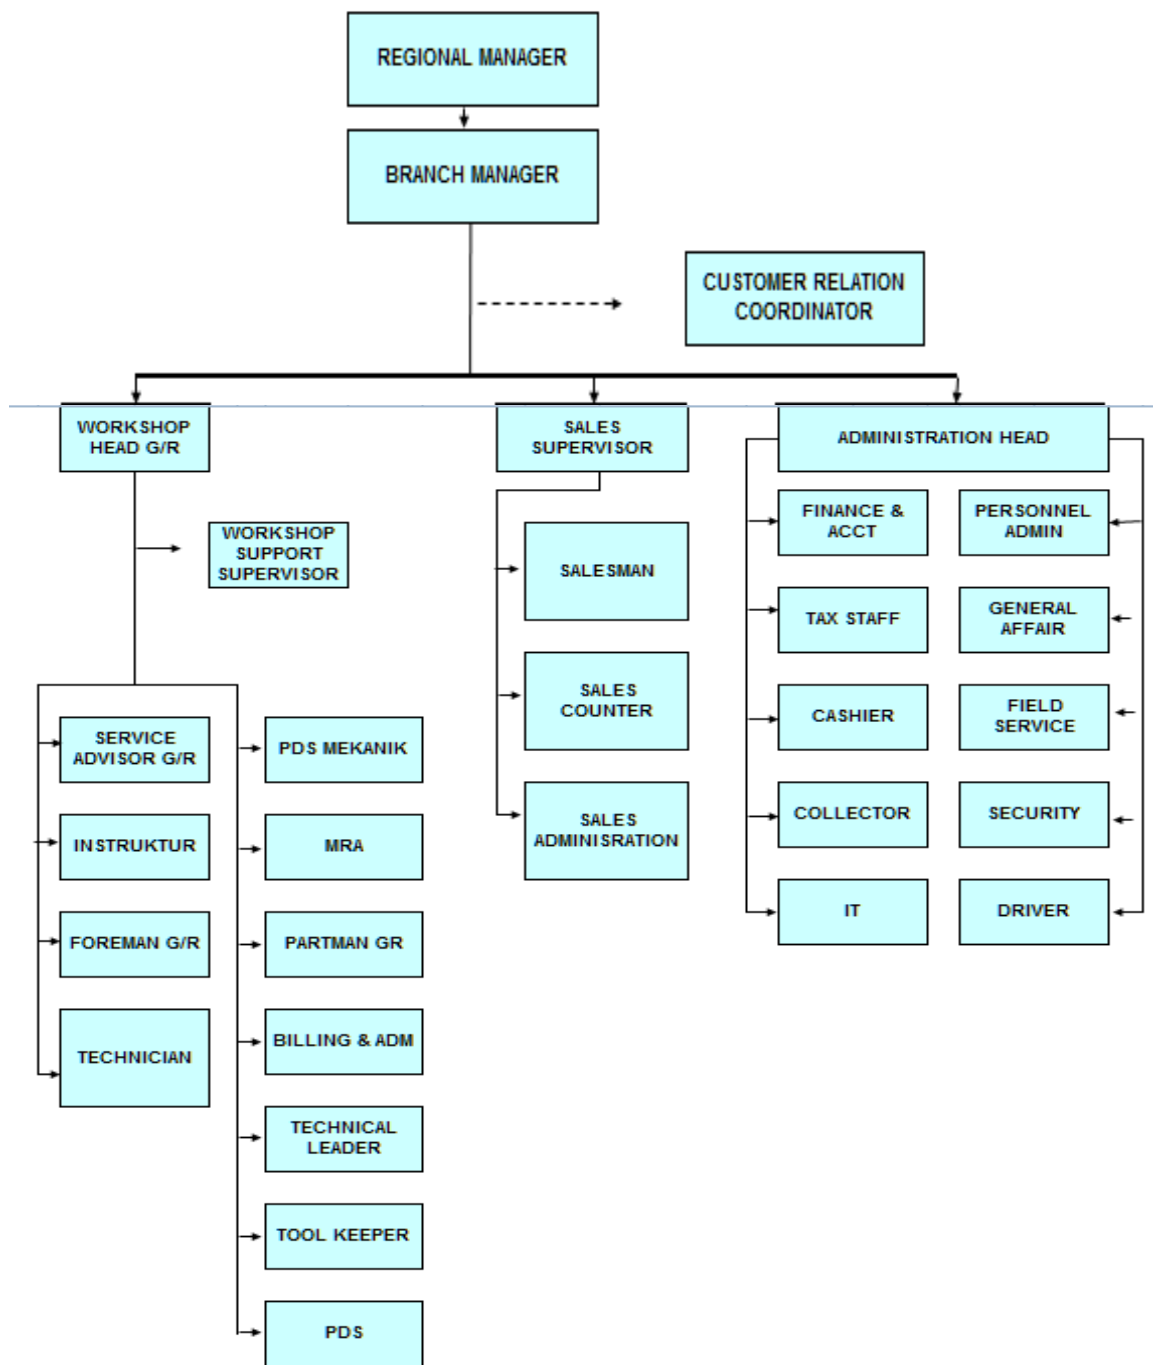 REGIONAL MANAGER
BRANCH MANAGER
CUSTOMER RELATION
COORDINATOR
WORKSHOP
HEAD G/R
SALES
SUPERVISOR
ADMINISTRATION HEAD
WORKSHOP
SUPPORT
SUPERVISOR
SERVICE
ADVISOR G/R
INSTRUKTUR
FOREMAN G/R
TECHNICIAN
PDS MEKANIK
MRA
PARTMAN GR
BILLING & ADM
TECHNICAL
LEADER
TOOL KEEPER
PDS
SALESMAN
SALES
COUNTER
SALES
ADMINISRATION
FINANCE &
ACCT
TAX STAFF
CASHIER
COLLECTOR
IT
PERSONNEL
ADMIN
GENERAL
AFFAIR
FIELD
SERVICE
SECURITY
DRIVER